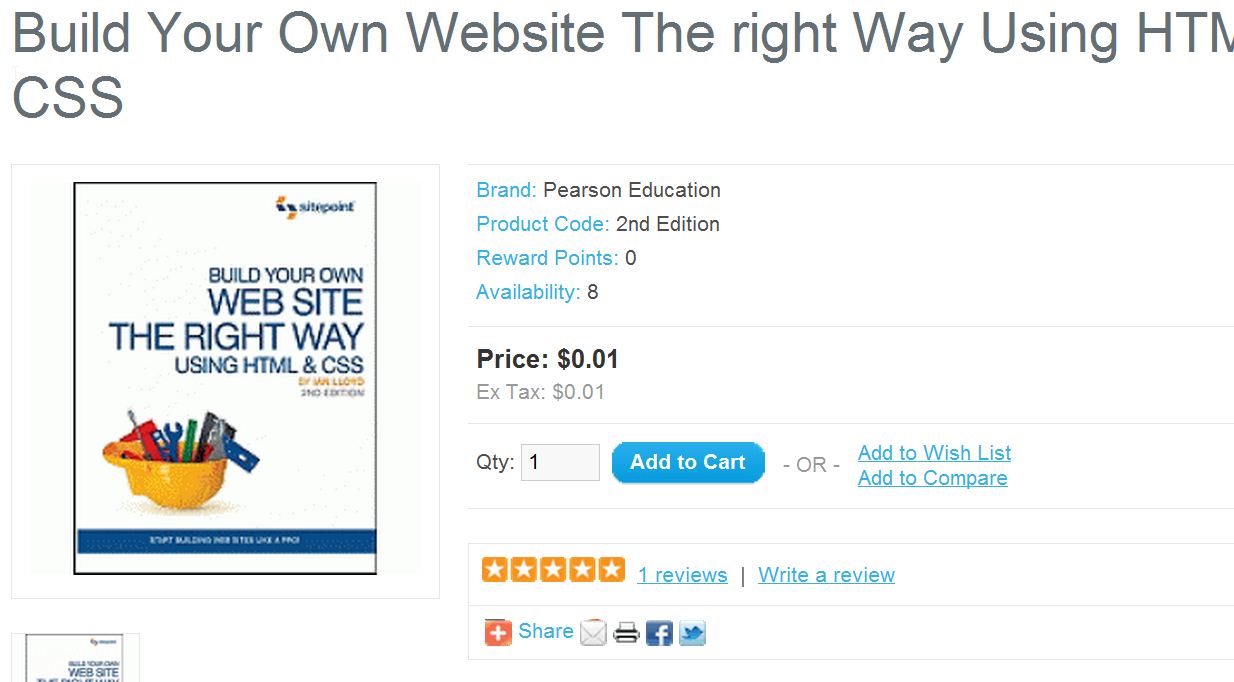 Build Your Own Website The right Way Using HTM
CSS
sitepoint
BUILD YOUR OWN
WEB SITE
THE RIGHT WAY
USING HTML & CSS
BY IAN LLOYD
2ND EDITION
START BUILDING WEB SITES LIKE A PRO!
Brand: Pearson Education
Product Code: 2nd Edition
Reward Points: 0
Availability: 8
Price: $0.01
Ex Tax: $0.01
Qty: 1 Add to Cart - OR - Add to Wish List
Add to Compare
1 reviews | Write a review
Share
sitepoint
BUILD YOUR OWN
WEB SITE
THE RIGHT WAY